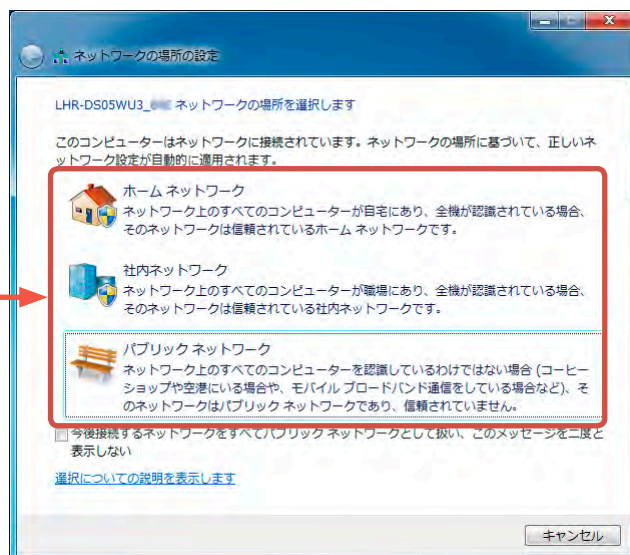 ネットワークの場所の設定
LHR-DS05WU3_ ネットワークの場所を選択します
このコンピューターはネットワークに接続されています。ネットワークの場所に基づいて、正しいネ
ットワーク設定が自動的に適用されます。
ホーム ネットワーク
ネットワーク上のすべてのコンピューターが自宅にあり、全機が認識されている場合、
そのネットワークは信頼されているホーム ネットワークです。
社内ネットワーク
ネットワーク上のすべてのコンピューターが職場にあり、全機が認識されている場合、
そのネットワークは信頼されている社内ネットワークです。
パブリック ネットワーク
ネットワーク上のすべてのコンピューターを認識しているわけではない場合 (コーヒー
ショップや空港にいる場合や、モバイル ブロードバンド通信をしている場合など)、そ
のネットワークはパブリック ネットワークであり、信頼されていません。
今後接続するネットワークをすべてパブリック ネットワークとして扱い、このメッセージを二度と
表示しない
選択についての説明を表示します
キャンセル